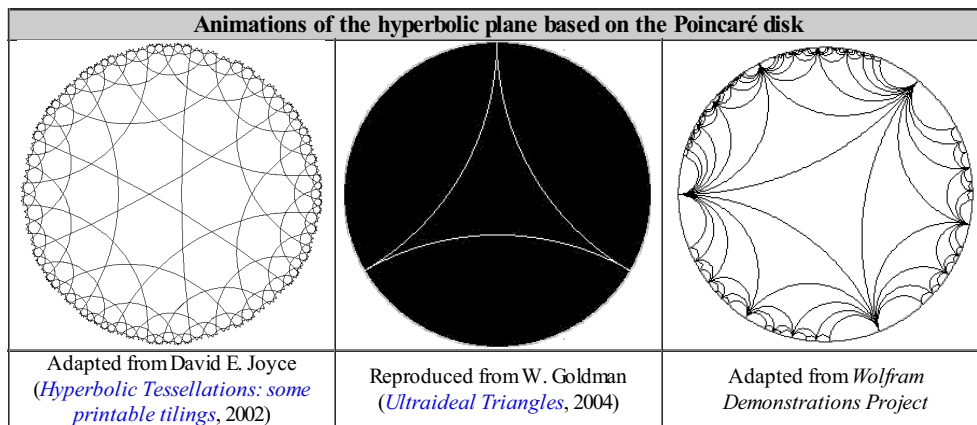 Animations of the hyperbolic plane based on the Poincaré disk
Adapted from David E. Joyce
(Hyperbolic Tessellations: some
printable tilings, 2002)
Reproduced from W. Goldman
(Ultraideal Triangles, 2004)
Adapted from Wolfram
Demonstrations Project